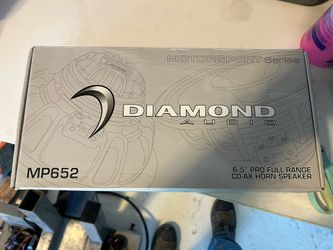 MOTORSPORT Series
DIAMOND
AUDIO
MP652
6.5" PRO FULL-RANGE
CO-AX HORN SPEAKER